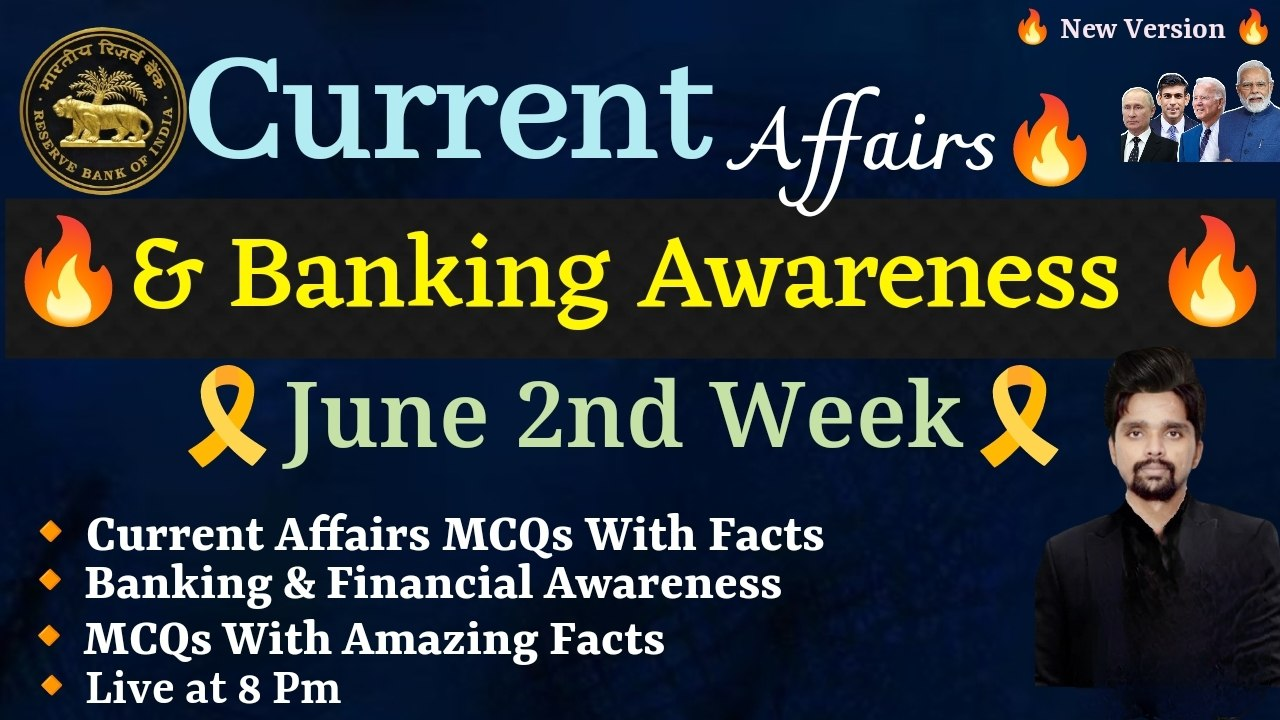 🔥 New Version 🔥
भारतीय रिज़र्व बैंक
RESERVE BANK OF INDIA
Current Affairs🔥
🔥& Banking Awareness 🔥
🎗️June 2nd Week🎗️
🔸 Current Affairs MCQs With Facts
🔸 Banking & Financial Awareness
🔸 MCQs With Amazing Facts
🔸 Live at 8 Pm